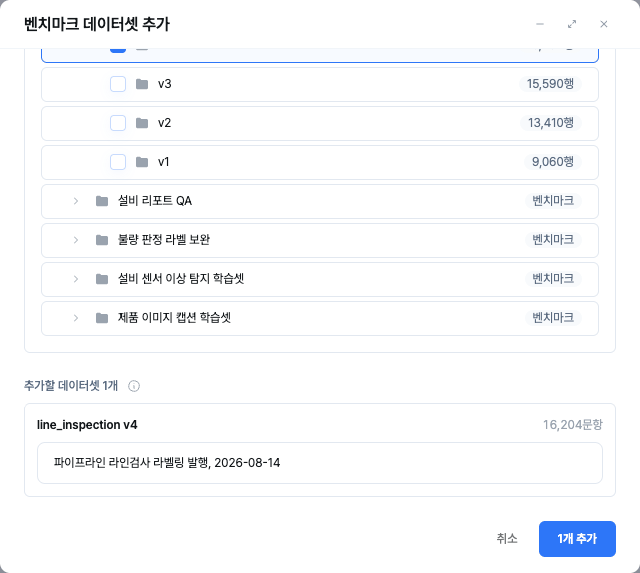 벤치마크 데이터셋 추가
v3
15,590행
v2
13,410행
v1
9,060행
설비 리포트 QA
벤치마크
불량 판정 라벨 보완
벤치마크
설비 센서 이상 탐지 학습셋
벤치마크
제품 이미지 캡션 학습셋
벤치마크
추가할 데이터셋 1개
line_inspection v4
16,204문항
파이프라인 라인검사 라벨링 발행, 2026-08-14
취소
1개 추가